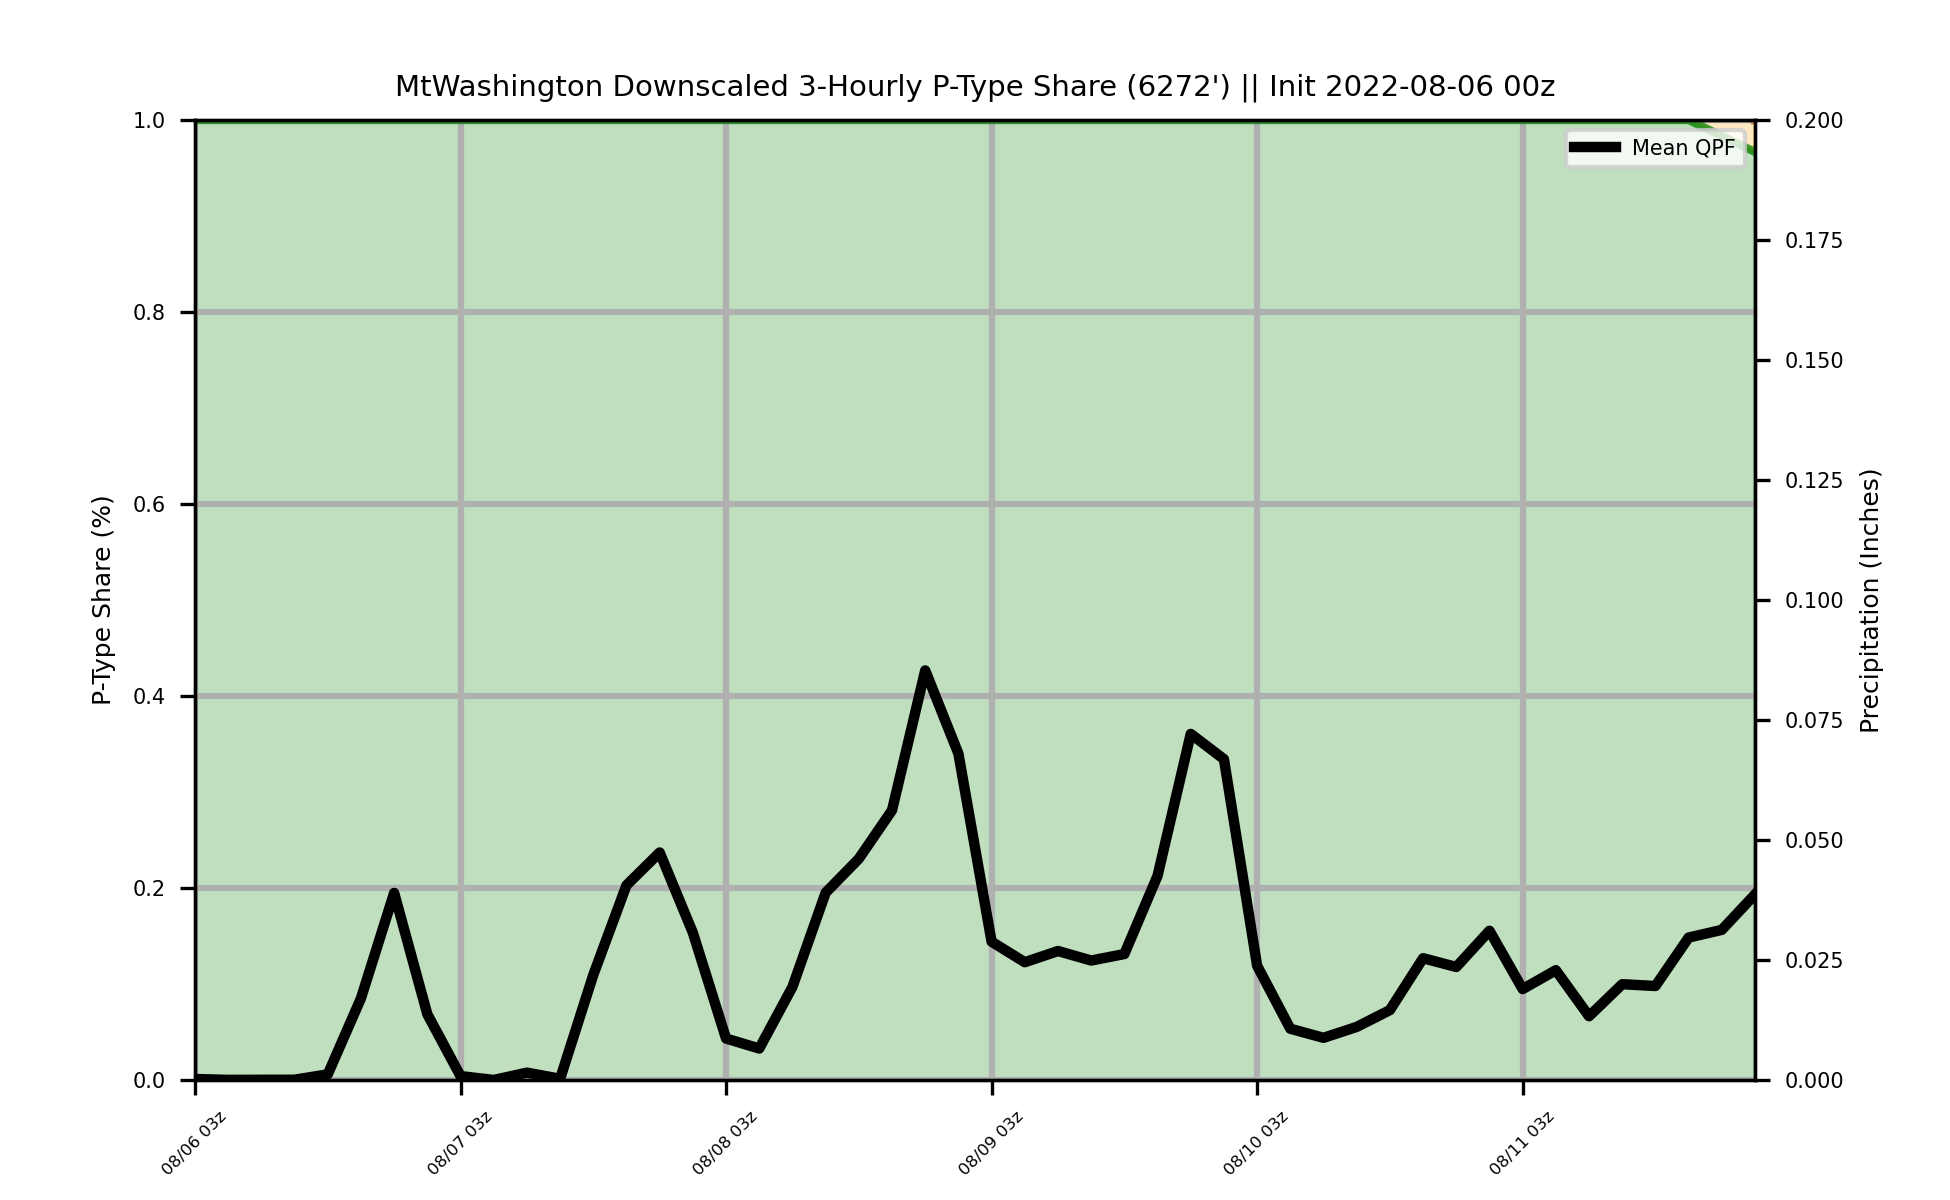 MtWashington Downscaled 3-Hourly P-Type Share (6272') || Init 2022-08-06 00z
Mean QPF
P-Type Share (%)
1.0
0.8
0.6
0.4
0.2
0.0
0.200
0.175
0.150
0.125
0.100
0.075
0.050
0.025
0.000
Precipitation (Inches)
08/06 03z
08/07 03z
08/08 03z
08/09 03z
08/10 03z
08/11 03z